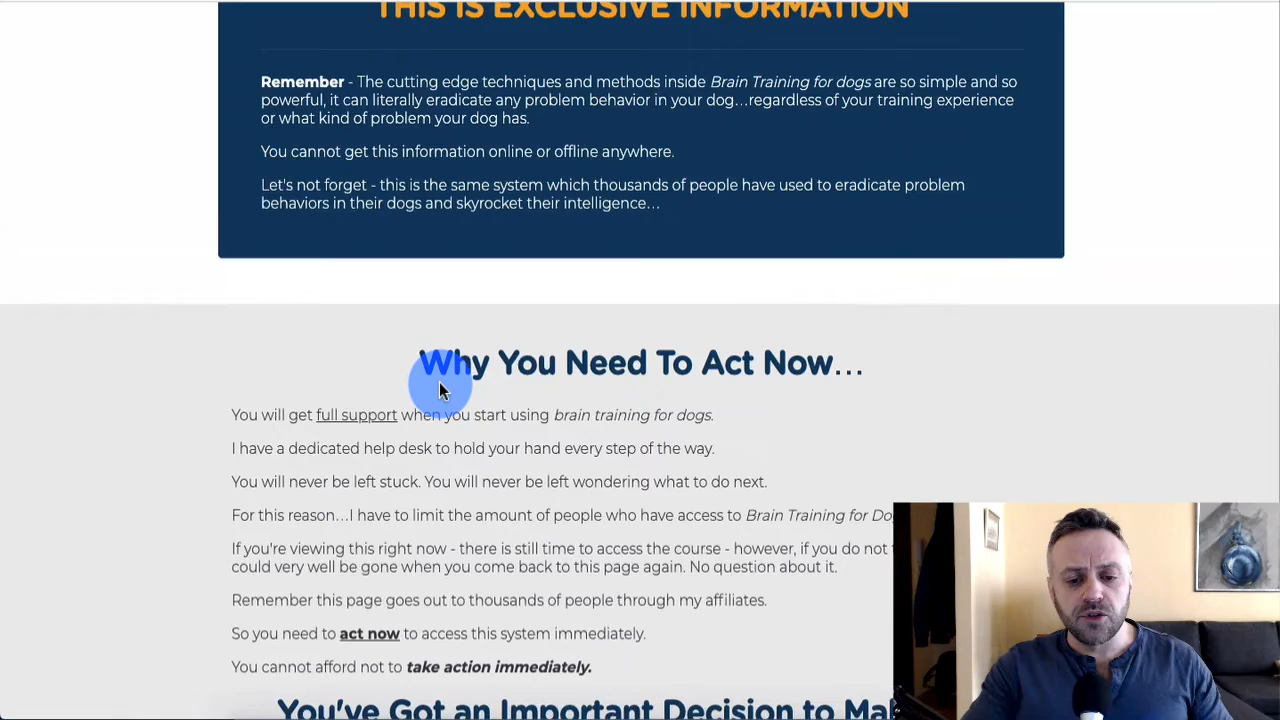 THIS IS EXCLUSIVE INFORMATION
Remember - The cutting edge techniques and methods inside Brain Training for dogs are so simple and so
powerful, it can literally eradicate any problem behavior in your dog…regardless of your training experience
or what kind of problem your dog has.
You cannot get this information online or offline anywhere.
Let's not forget - this is the same system which thousands of people have used to eradicate problem
behaviors in their dogs and skyrocket their intelligence…
Why You Need To Act Now…
You will get full support when you start using brain training for dogs.
I have a dedicated help desk to hold your hand every step of the way.
You will never be left stuck. You will never be left wondering what to do next.
For this reason…I have to limit the amount of people who have access to Brain Training for
If you're viewing this right now - there is still time to access the course - however, if you do not
could very well be gone when you come back to this page again. No question about it.
Remember this page goes out to thousands of people through my affiliates.
So you need to act now to access this system immediately.
You cannot afford not to take action immediately.
You've Got an Important Decision to